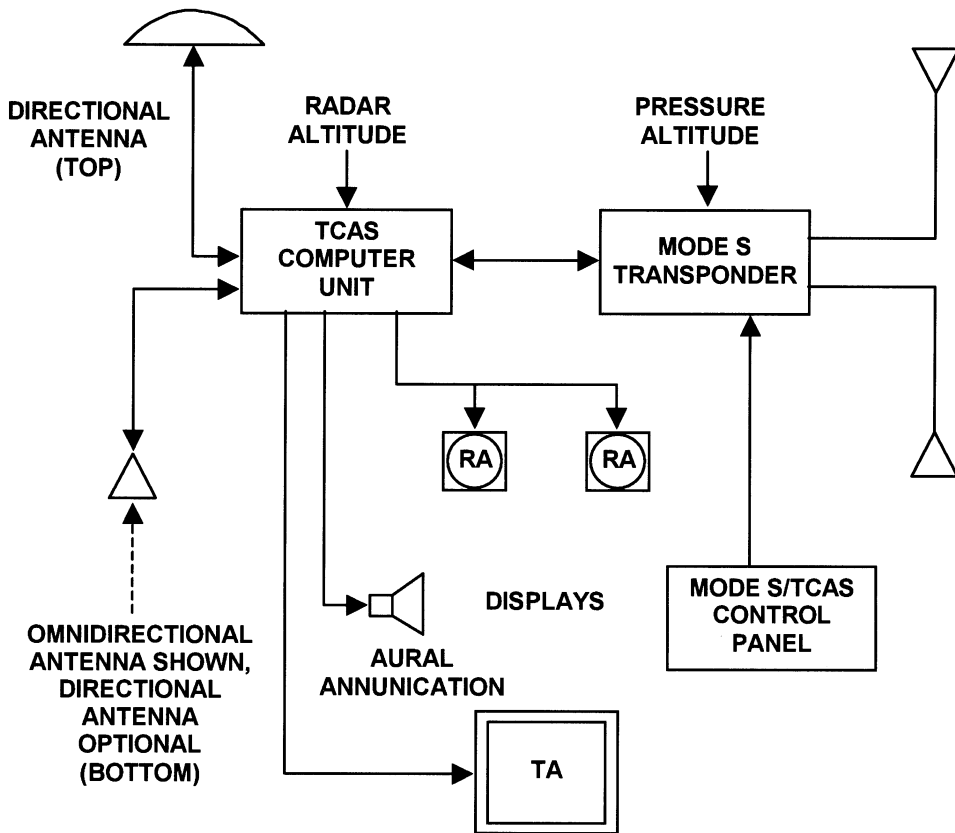 DIRECTIONAL
ANTENNA
(TOP)
RADAR
ALTITUDE
PRESSURE
ALTITUDE
TCAS
COMPUTER
UNIT
MODE S
TRANSPONDER
RA
RA
DISPLAYS
MODE S/TCAS
CONTROL
PANEL
OMNIDIRECTIONAL
ANTENNA SHOWN,
DIRECTIONAL
ANTENNA
OPTIONAL
(BOTTOM)
AURAL
ANNUNICATION
TA